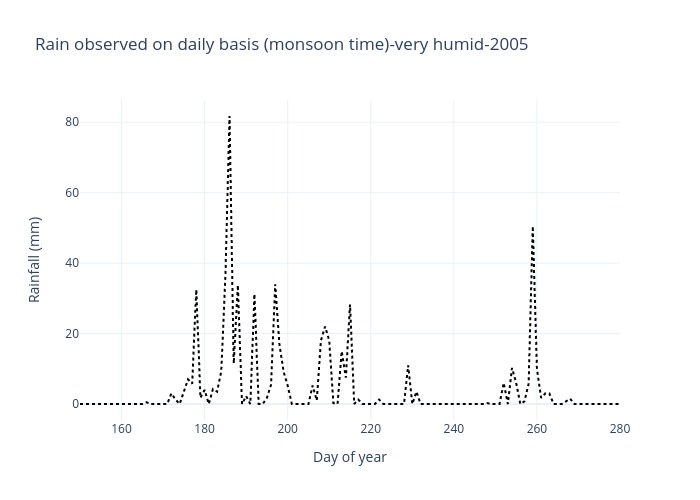 Rain observed on daily basis (monsoon time)-very humid-2005
80
60
40
20
0
Rainfall (mm)
160 180 200 220 240 260 280
Day of year